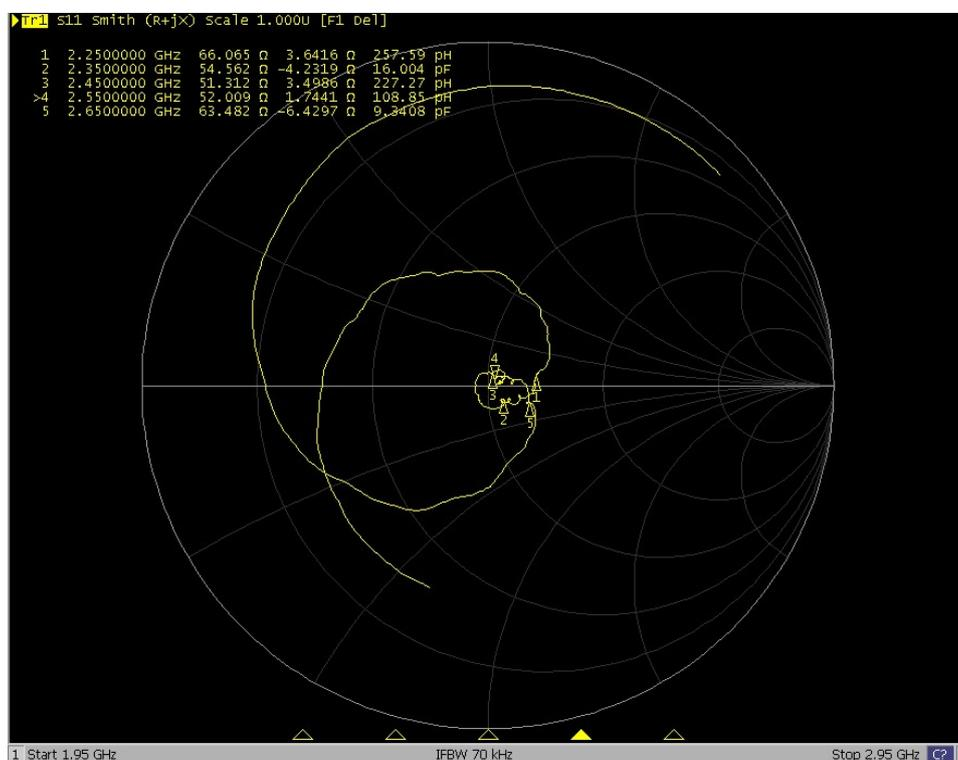 Tr1 S11 Smith (R+jX) Scale 1.000U [F1 Del]
1 2.2500000 GHz 66.065 Ω 3.6416 Ω 257.59 pH
2 2.3500000 GHz 54.562 Ω -4.2319 Ω 16.004 pF
3 2.4500000 GHz 51.312 Ω 3.4986 Ω 227.27 pH
>4 2.5500000 GHz 52.009 Ω 1.7441 Ω 108.85 pH
5 2.6500000 GHz 63.482 Ω -6.4297 Ω 9.3408 pF
4
3
1
2
5
1 Start 1.95 GHz IFBW 70 kHz Stop 2.95 GHz C?